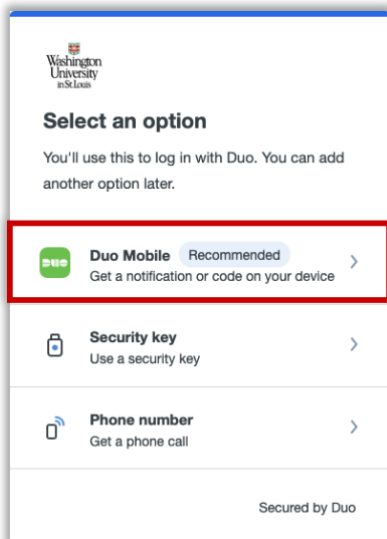 Washington
University
in St.Louis
Select an option
You'll use this to log in with Duo. You can add
another option later.
DUO
Duo Mobile Recommended
Get a notification or code on your device
Security key
Use a security key
Phone number
Get a phone call
Secured by Duo